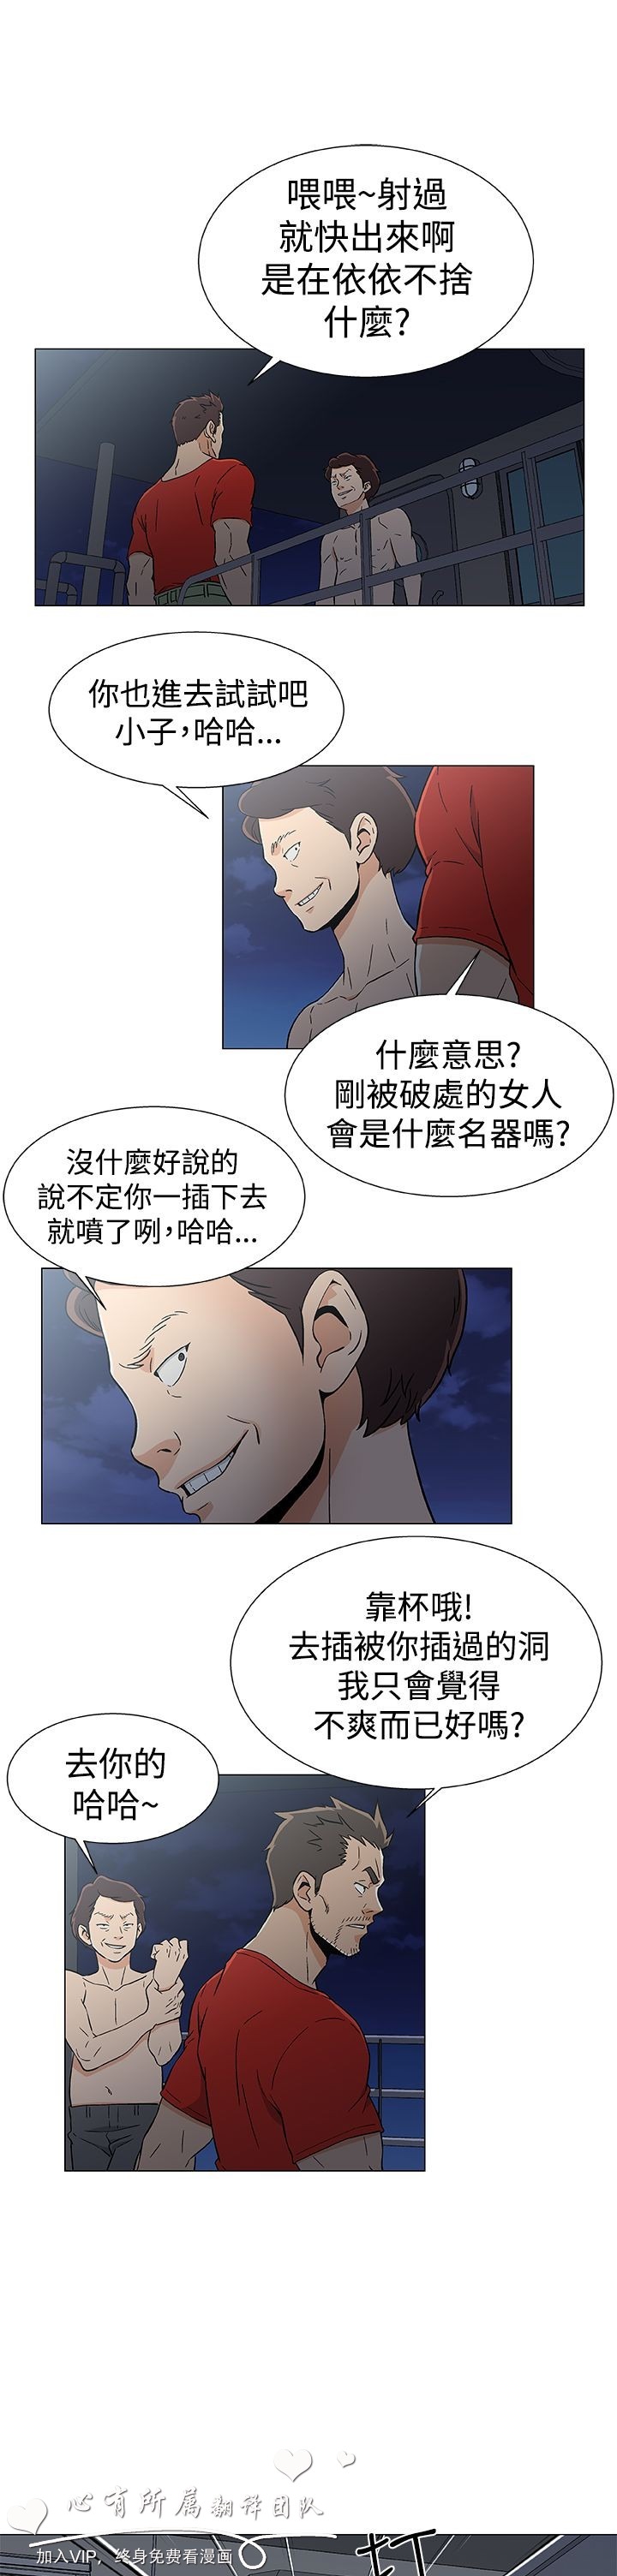 喂喂~射過
就快出來啊
是在依依不捨
什麼?
你也進去試試吧
小子,哈哈...
什麼意思?
剛被破處的女人
會是什麼名器嗎?
沒什麼好說的
說不定你一插下去
就噴了咧,哈哈...
靠杯哦!
去插被你插過的洞
我只會覺得
不爽而已好嗎?
去你的
哈哈~
心有所属翻译团队
加入VIP，终身免费看漫画